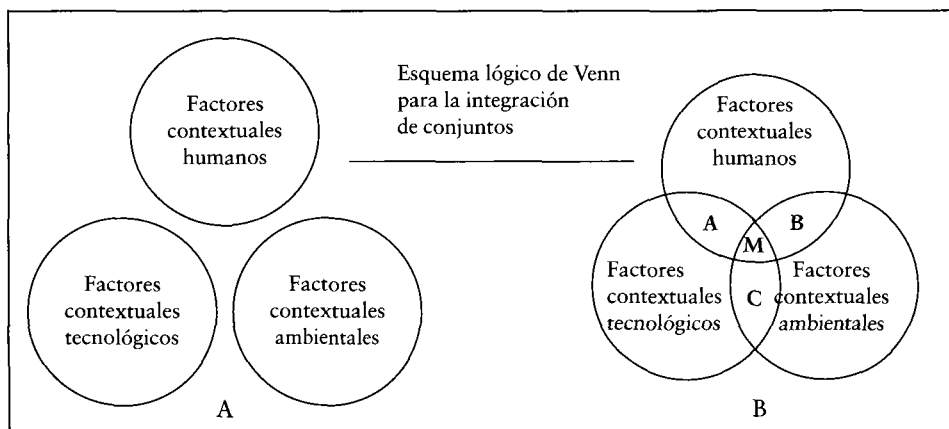 Factores
contextuales
humanos
Factores
contextuales
tecnológicos
Factores
contextuales
ambientales
A
Esquema lógico de Venn
para la integración
de conjuntos
Factores
contextuales
humanos
A
B
M
C
Factores
contextuales
tecnológicos
Factores
contextuales
ambientales
B